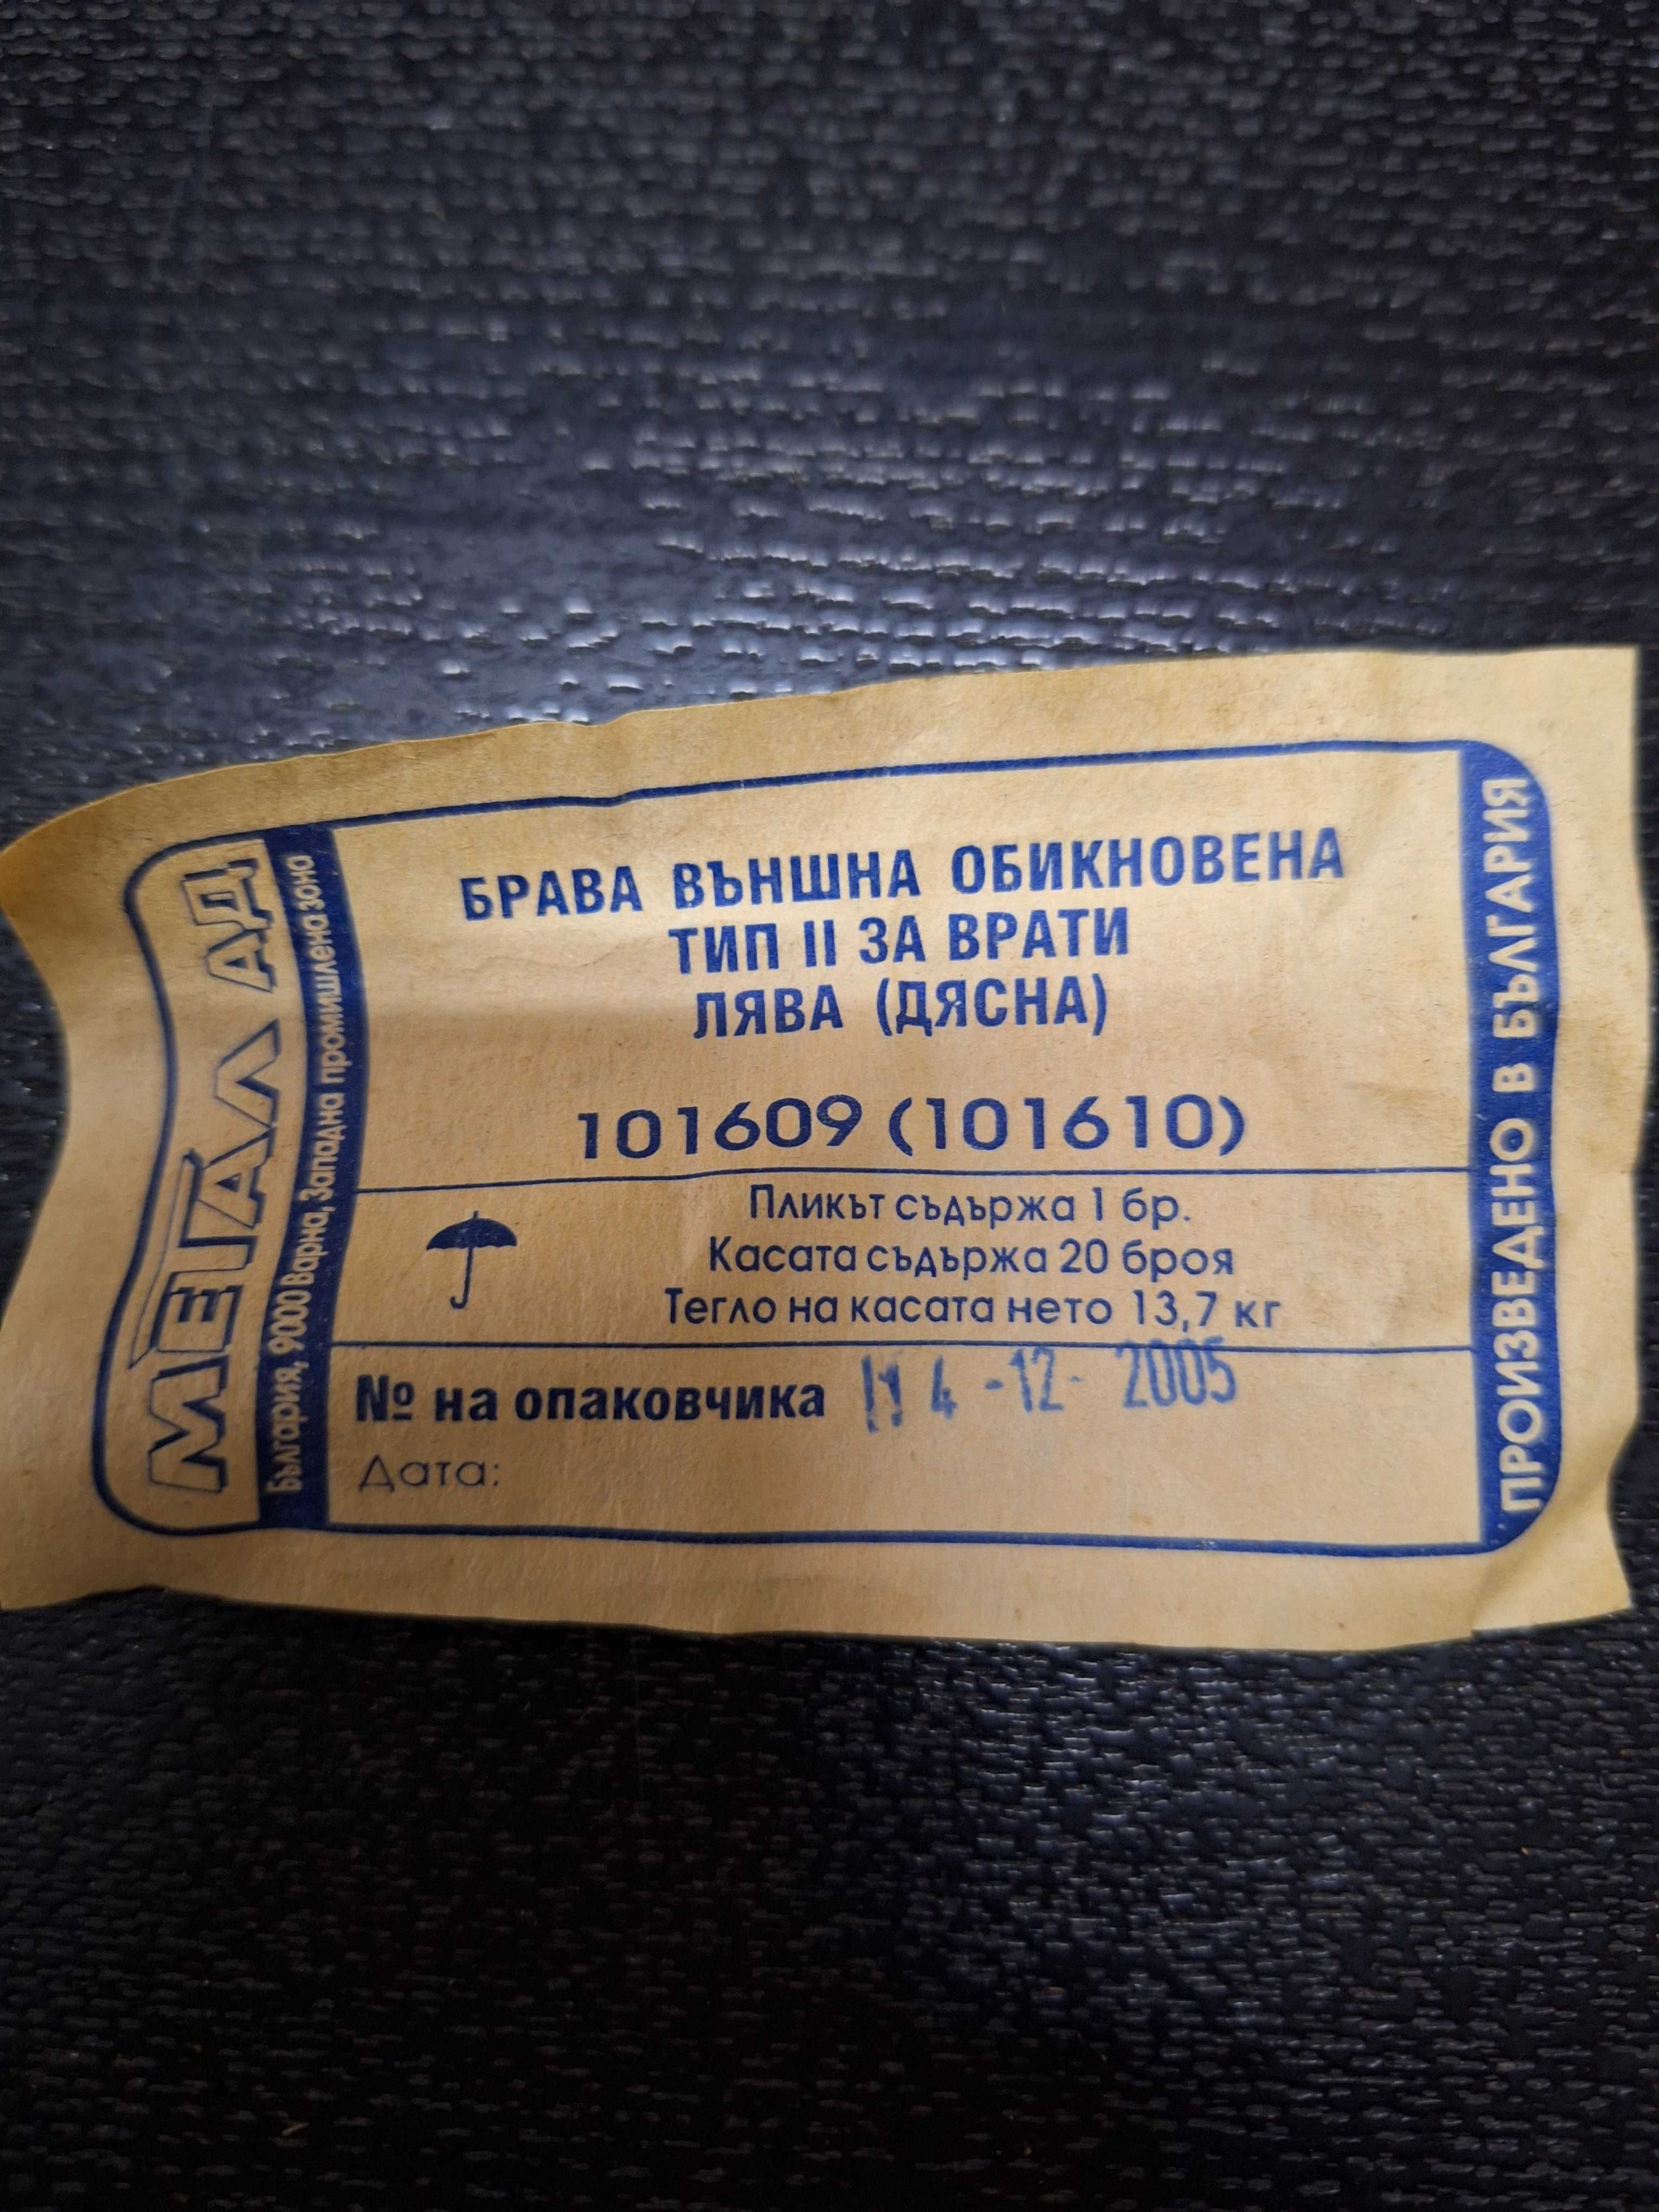 МЕГАЛ АД
България, 9000 Варна, Западна промишлена зона
БРАВА ВЪНШНА ОБИКНОВЕНА
ТИП II ЗА ВРАТИ
ЛЯВА (ДЯСНА)
101609 (101610)
Пликът съдържа 1 бр.
Касата съдържа 20 броя
Тегло на касата нето 13,7 кг
№ на опаковчика 4 -12- 2005
Дата:
ПРОИЗВЕДЕНО В БЪЛГАРИЯ